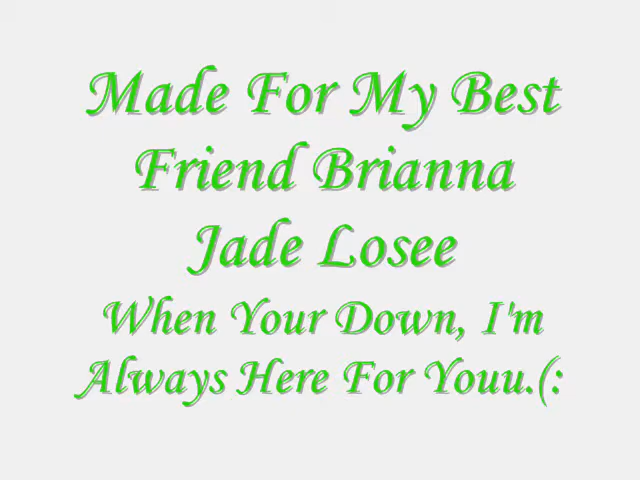 Made For My Best
Friend Brianna
Jade Losee
When Your Down, I'm
Always Here For Youu.(: